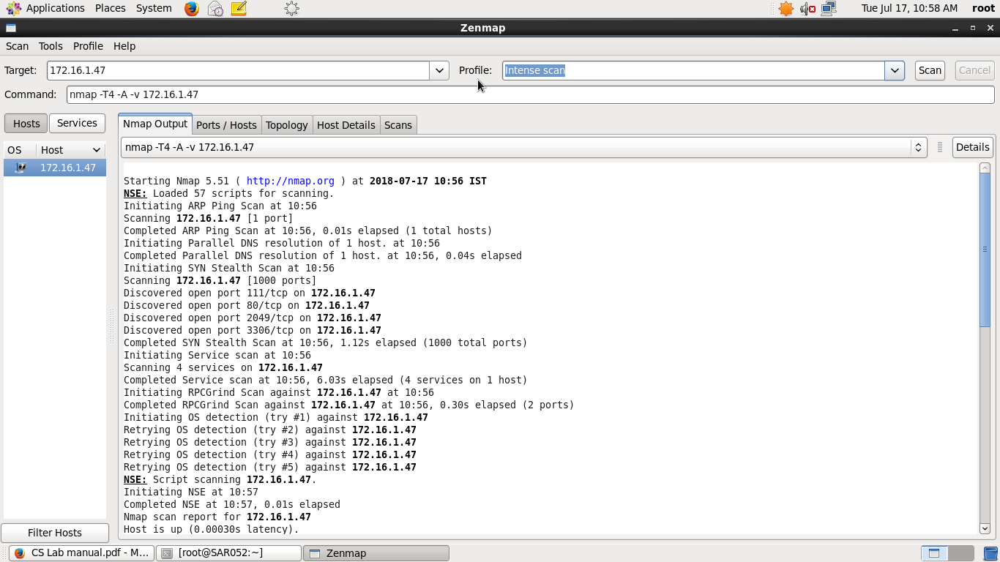 Applications Places System Tue Jul 17, 10:58 AM root
Zenmap
Scan Tools Profile Help
Target: 172.16.1.47 Profile: Intense scan Scan Cancel
Command: nmap -T4 -A -v 172.16.1.47
Hosts Services Nmap Output Ports / Hosts Topology Host Details Scans
OS Host nmap -T4 -A -v 172.16.1.47 Details
172.16.1.47
Starting Nmap 5.51 ( http://nmap.org ) at 2018-07-17 10:56 IST
NSE: Loaded 57 scripts for scanning.
Initiating ARP Ping Scan at 10:56
Scanning 172.16.1.47 [1 port]
Completed ARP Ping Scan at 10:56, 0.01s elapsed (1 total hosts)
Initiating Parallel DNS resolution of 1 host. at 10:56
Completed Parallel DNS resolution of 1 host. at 10:56, 0.04s elapsed
Initiating SYN Stealth Scan at 10:56
Scanning 172.16.1.47 [1000 ports]
Discovered open port 111/tcp on 172.16.1.47
Discovered open port 80/tcp on 172.16.1.47
Discovered open port 2049/tcp on 172.16.1.47
Discovered open port 3306/tcp on 172.16.1.47
Completed SYN Stealth Scan at 10:56, 1.12s elapsed (1000 total ports)
Initiating Service scan at 10:56
Scanning 4 services on 172.16.1.47
Completed Service scan at 10:56, 6.03s elapsed (4 services on 1 host)
Initiating RPCGrind Scan against 172.16.1.47 at 10:56
Completed RPCGrind Scan against 172.16.1.47 at 10:56, 0.30s elapsed (2 ports)
Initiating OS detection (try #1) against 172.16.1.47
Retrying OS detection (try #2) against 172.16.1.47
Retrying OS detection (try #3) against 172.16.1.47
Retrying OS detection (try #4) against 172.16.1.47
Retrying OS detection (try #5) against 172.16.1.47
NSE: Script scanning 172.16.1.47.
Initiating NSE at 10:57
Completed NSE at 10:57, 0.01s elapsed
Nmap scan report for 172.16.1.47
Host is up (0.00030s latency).
Filter Hosts
CS Lab manual.pdf - M... [root@SAR052:~] Zenmap